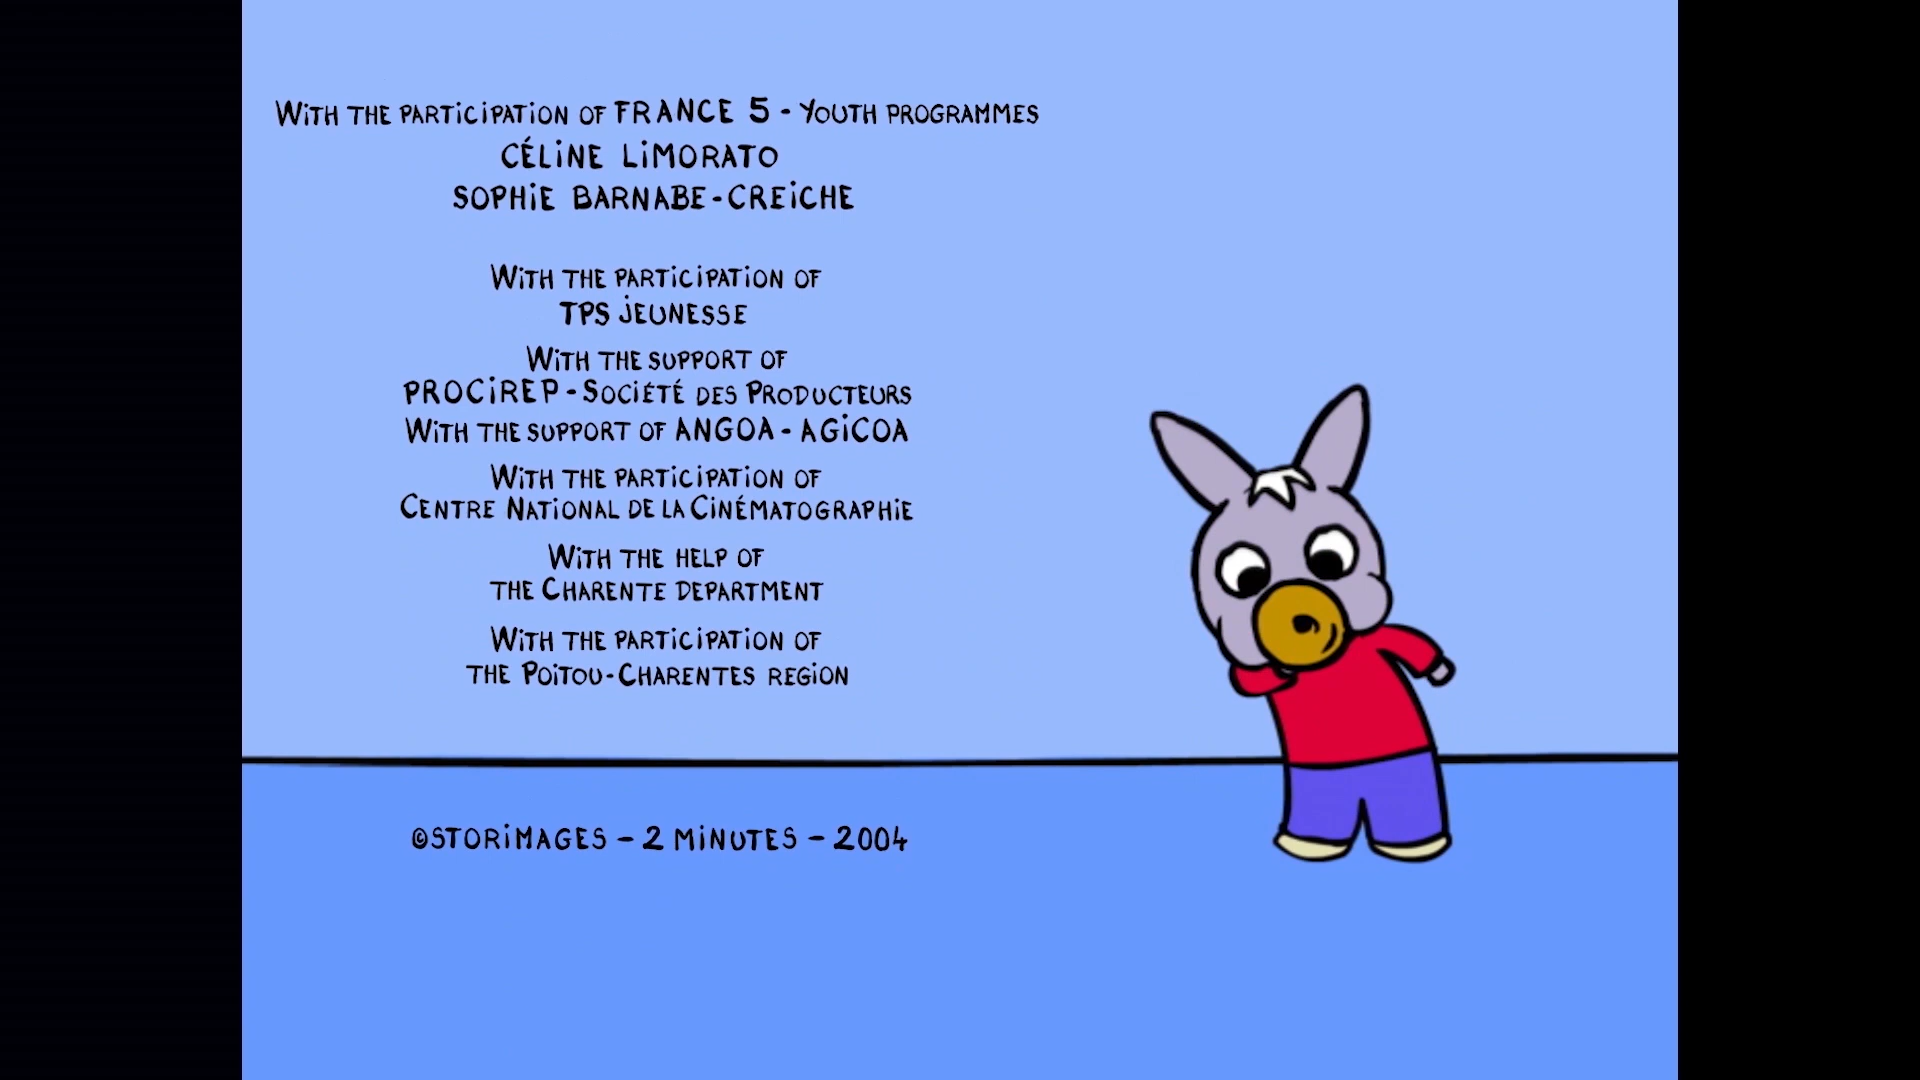 WiTH THE PARTiCiPATiON OF FRANCE 5 - YOUTH PROGRAMMES
CÉLiNE LiMORATO
SOPHiE BARNABE-CREiCHE
WiTH THE PARTiCiPATiON OF
TPS JEUNESSE
WiTH THE SUPPORT OF
PROCiREP - SOCiÉTÉ DES PRODUCTEURS
WiTH THE SUPPORT OF ANGOA - AGiCOA
WiTH THE PARTiCiPATiON OF
CENTRE NATiONAL DE LA CiNÉMATOGRAPHiE
WiTH THE HELP OF
THE CHARENTE DEPARTMENT
WiTH THE PARTiCiPATiON OF
THE POiTOU-CHARENTES REGiON
©STORiMAGES – 2 MiNUTES – 2004